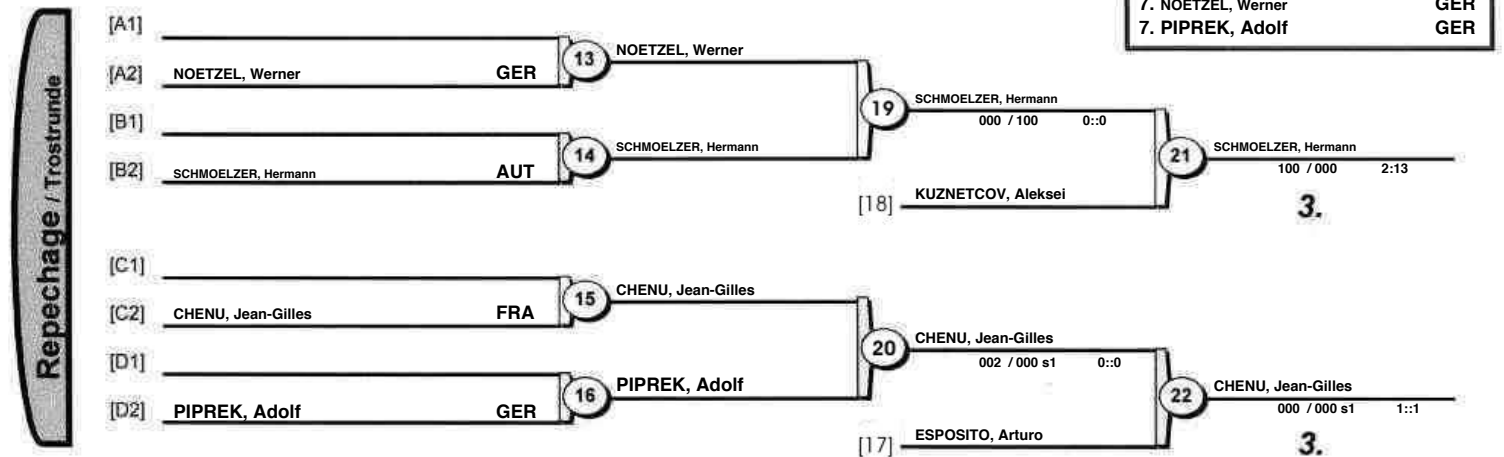 7. NOETZEL, Werner GER
7. PIPREK, Adolf GER
Repechage / Trostrunde
[A1]
13 NOETZEL, Werner
[A2] NOETZEL, Werner GER
19 SCHMOELZER, Hermann
000 / 100 0::0
[B1]
14 SCHMOELZER, Hermann
[B2] SCHMOELZER, Hermann AUT
21 SCHMOELZER, Hermann
100 / 000 2:13
[18] KUZNETCOV, Aleksei
3.
[C1]
15 CHENU, Jean-Gilles
[C2] CHENU, Jean-Gilles FRA
20 CHENU, Jean-Gilles
002 / 000 s1 0::0
[D1]
16 PIPREK, Adolf
[D2] PIPREK, Adolf GER
22 CHENU, Jean-Gilles
000 / 000 s1 1::1
[17] ESPOSITO, Arturo
3.